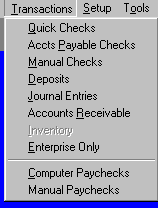 Transactions Setup Tools
Quick Checks
Accts Payable Checks
Manual Checks
Deposits
Journal Entries
Accounts Receivable
Inventory
Enterprise Only
Computer Paychecks
Manual Paychecks